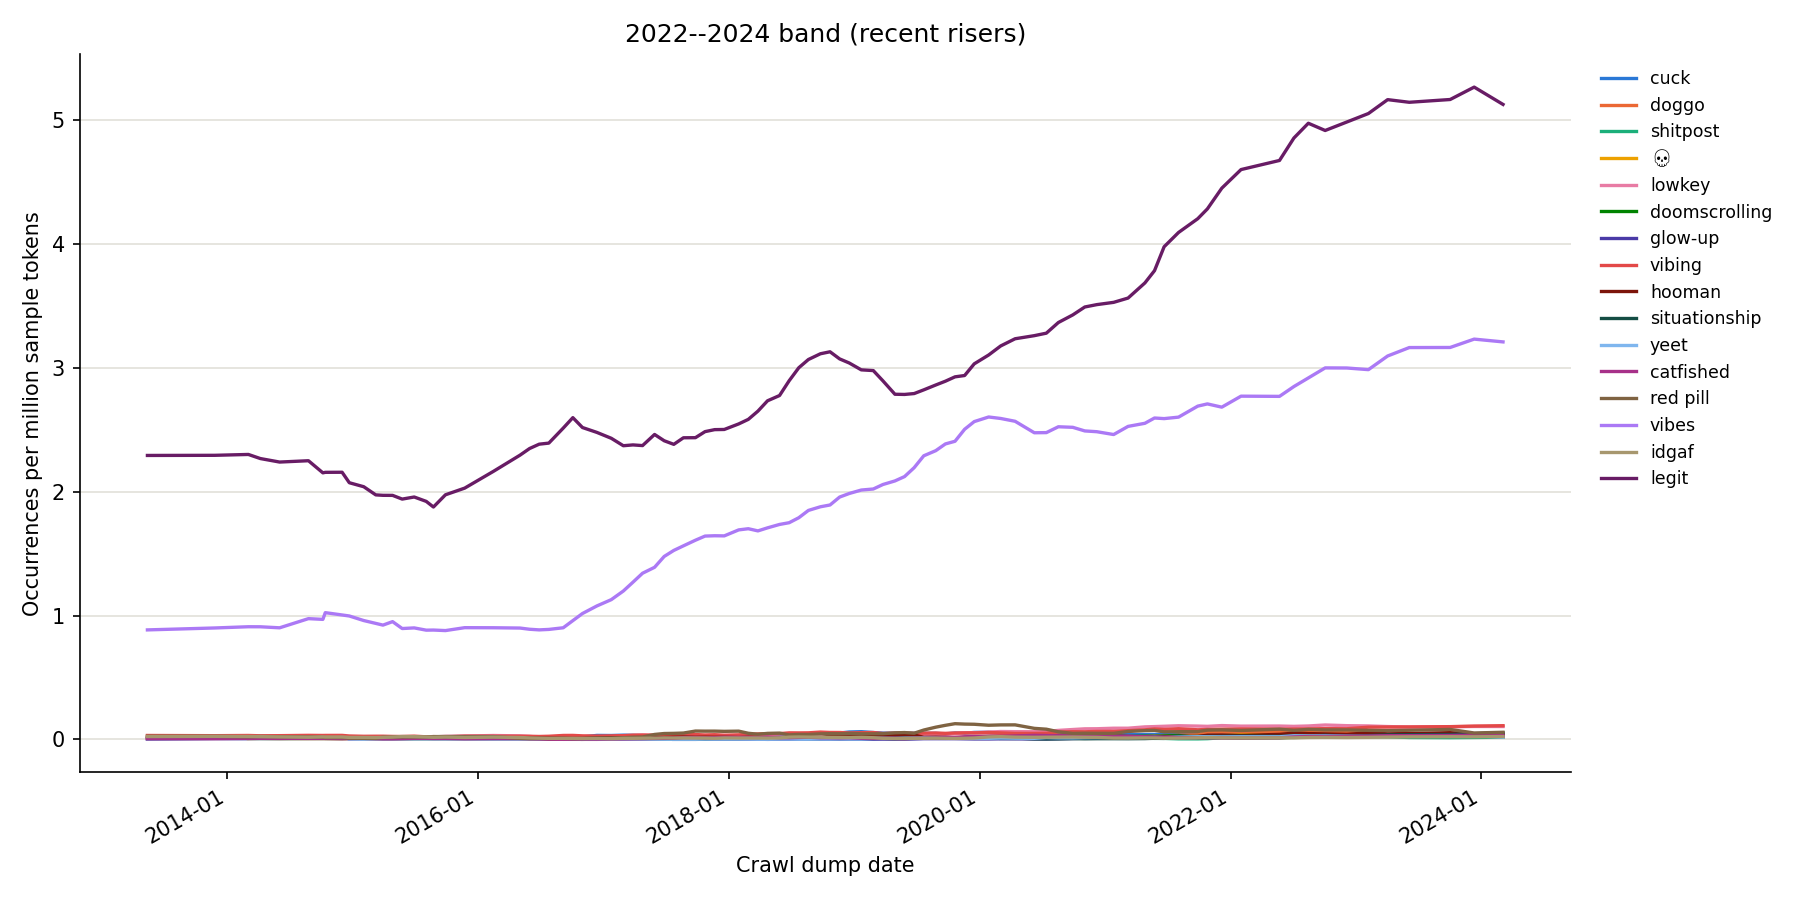 2022--2024 band (recent risers)
Occurrences per million sample tokens
5
4
3
2
1
0
2014-01
2016-01
2018-01
2020-01
2022-01
2024-01
Crawl dump date
cuck
doggo
shitpost
💀
lowkey
doomscrolling
glow-up
vibing
hooman
situationship
yeet
catfished
red pill
vibes
idgaf
legit